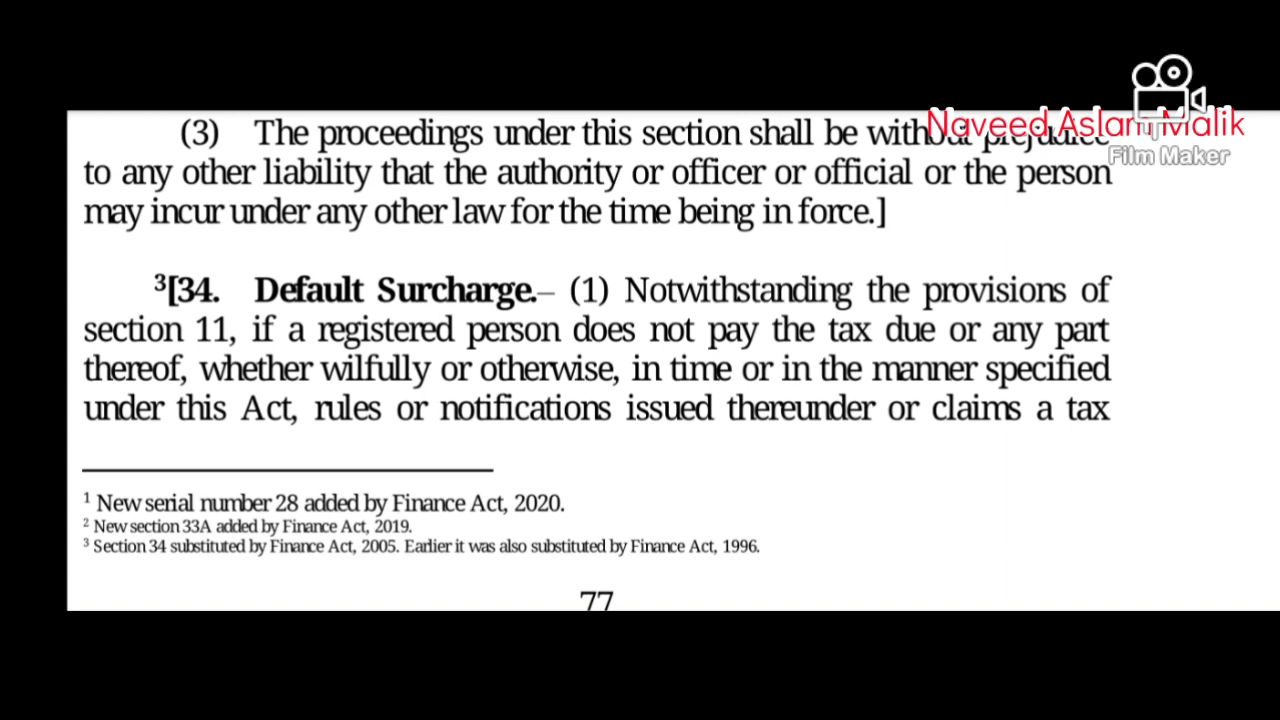 (3) The proceedings under this section shall be without prejudice
to any other liability that the authority or officer or official or the person
may incur under any other law for the time being in force.]
³[34. Default Surcharge.– (1) Notwithstanding the provisions of
section 11, if a registered person does not pay the tax due or any part
thereof, whether wilfully or otherwise, in time or in the manner specified
under this Act, rules or notifications issued thereunder or claims a tax
¹ New serial number 28 added by Finance Act, 2020.
² New section 33A added by Finance Act, 2019.
³ Section 34 substituted by Finance Act, 2005. Earlier it was also substituted by Finance Act, 1996.
77
Naveed Aslam Malik
Film Maker